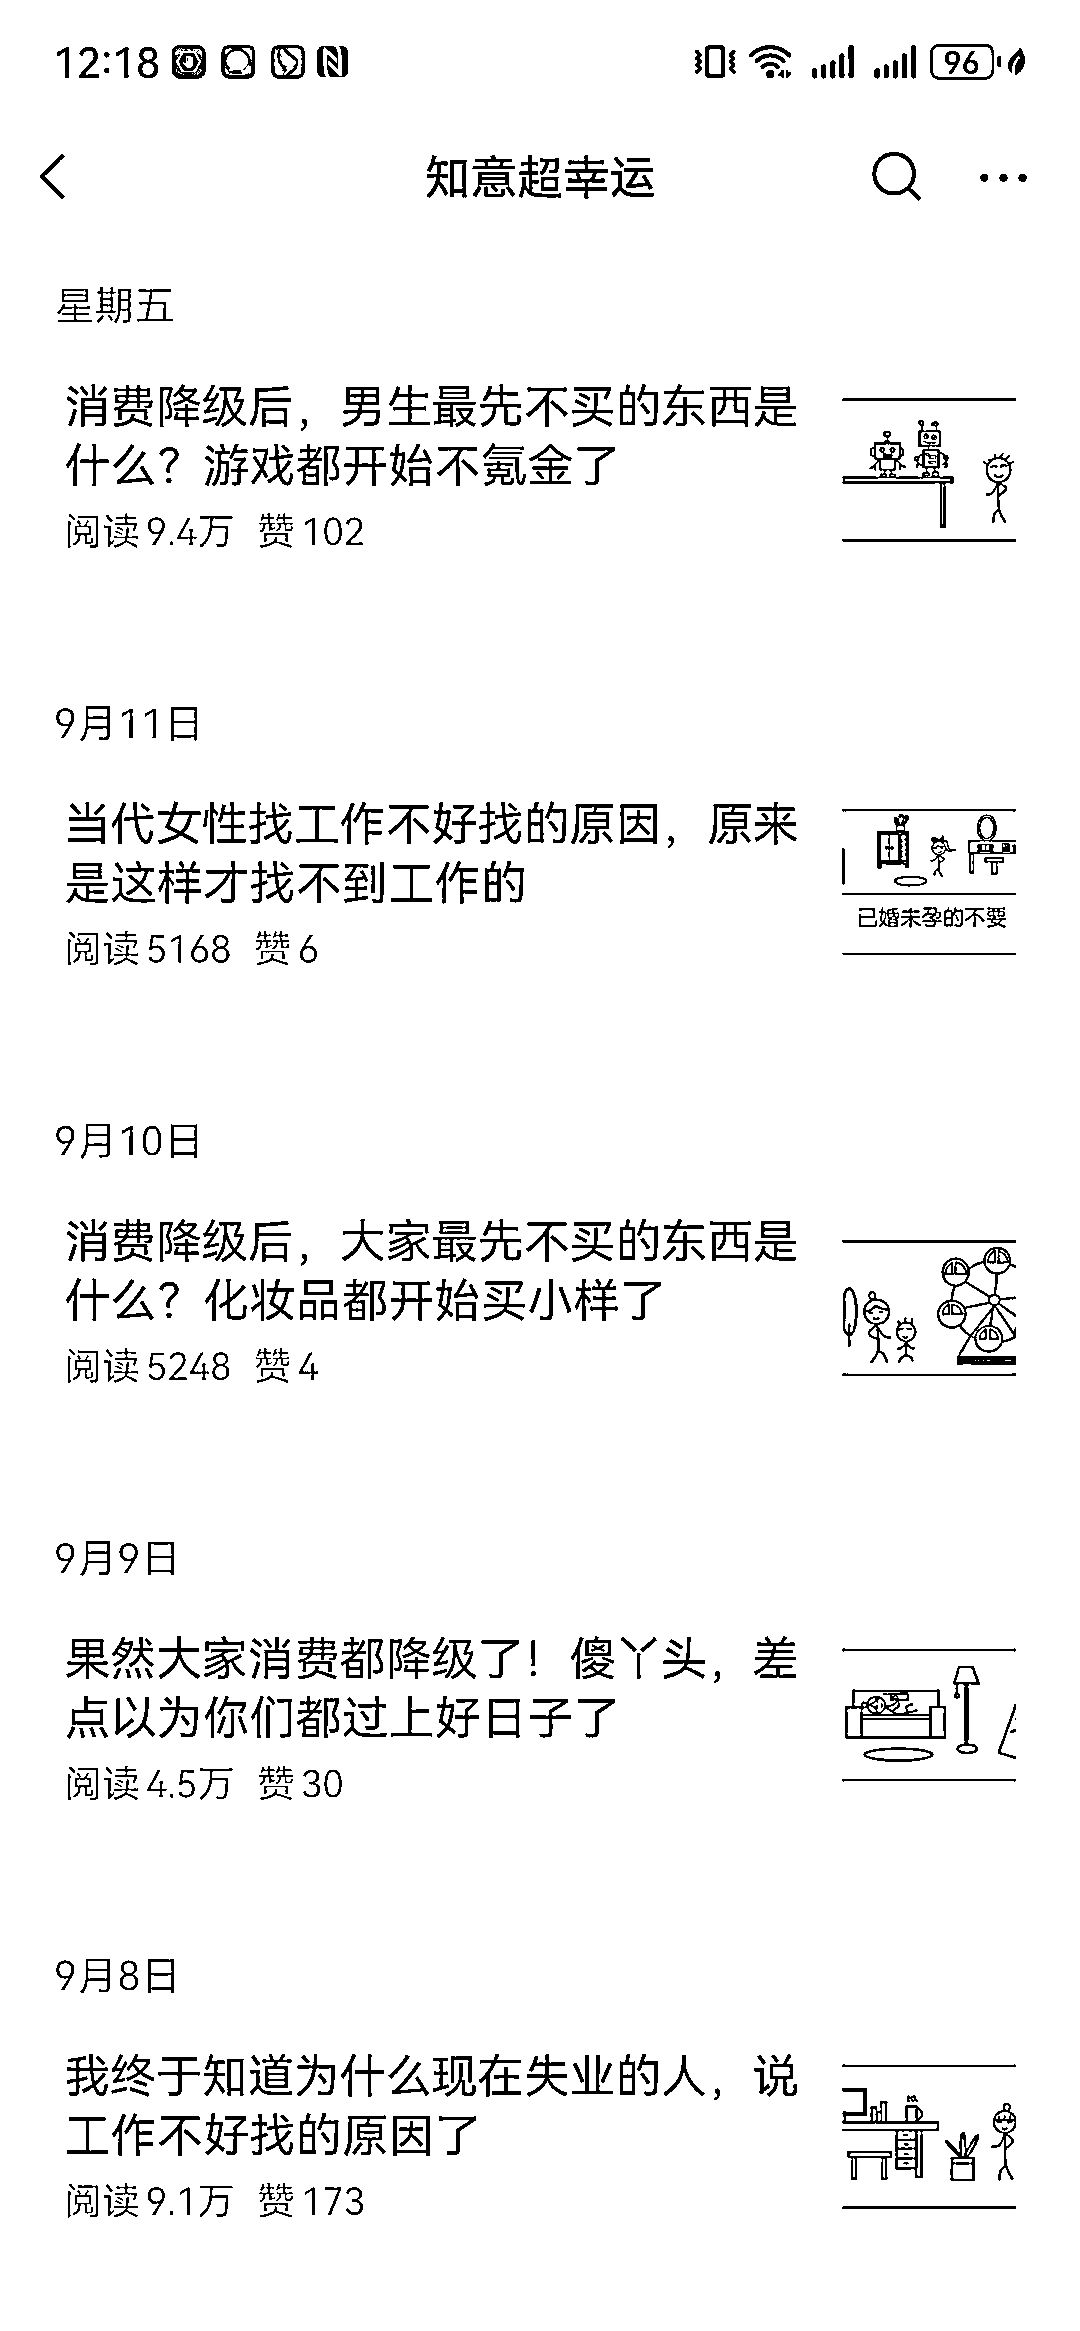 12:18
96
知意超幸运
星期五
消费降级后，男生最先不买的东西是
什么？游戏都开始不氪金了
阅读 9.4万 赞 102
9月11日
当代女性找工作不好找的原因，原来
是这样才找不到工作的
已婚未孕的不要
阅读 5168 赞 6
9月10日
消费降级后，大家最先不买的东西是
什么？化妆品都开始买小样了
阅读 5248 赞 4
9月9日
果然大家消费都降级了！傻丫头，差
点以为你们都过上好日子了
阅读 4.5万 赞 30
9月8日
我终于知道为什么现在失业的人，说
工作不好找的原因了
阅读 9.1万 赞 173